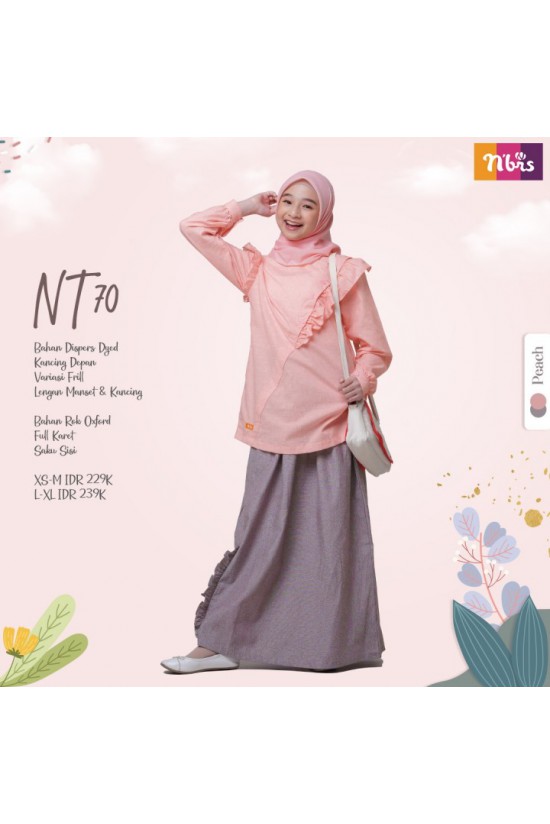 N'brs
NT70
Bahan Dispers Dyed
Kancing Depan
Variasi Frill
Lengan Manset & Kancing
Bahan Rok Oxford
Full Karet
Saku Sisi
XS-M IDR 229K
L-XL IDR 239K
Peach